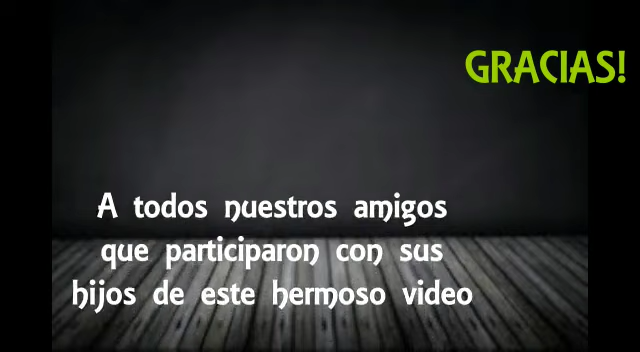 GRACIAS!
A todos nuestros amigos
que participaron con sus
hijos de este hermoso video